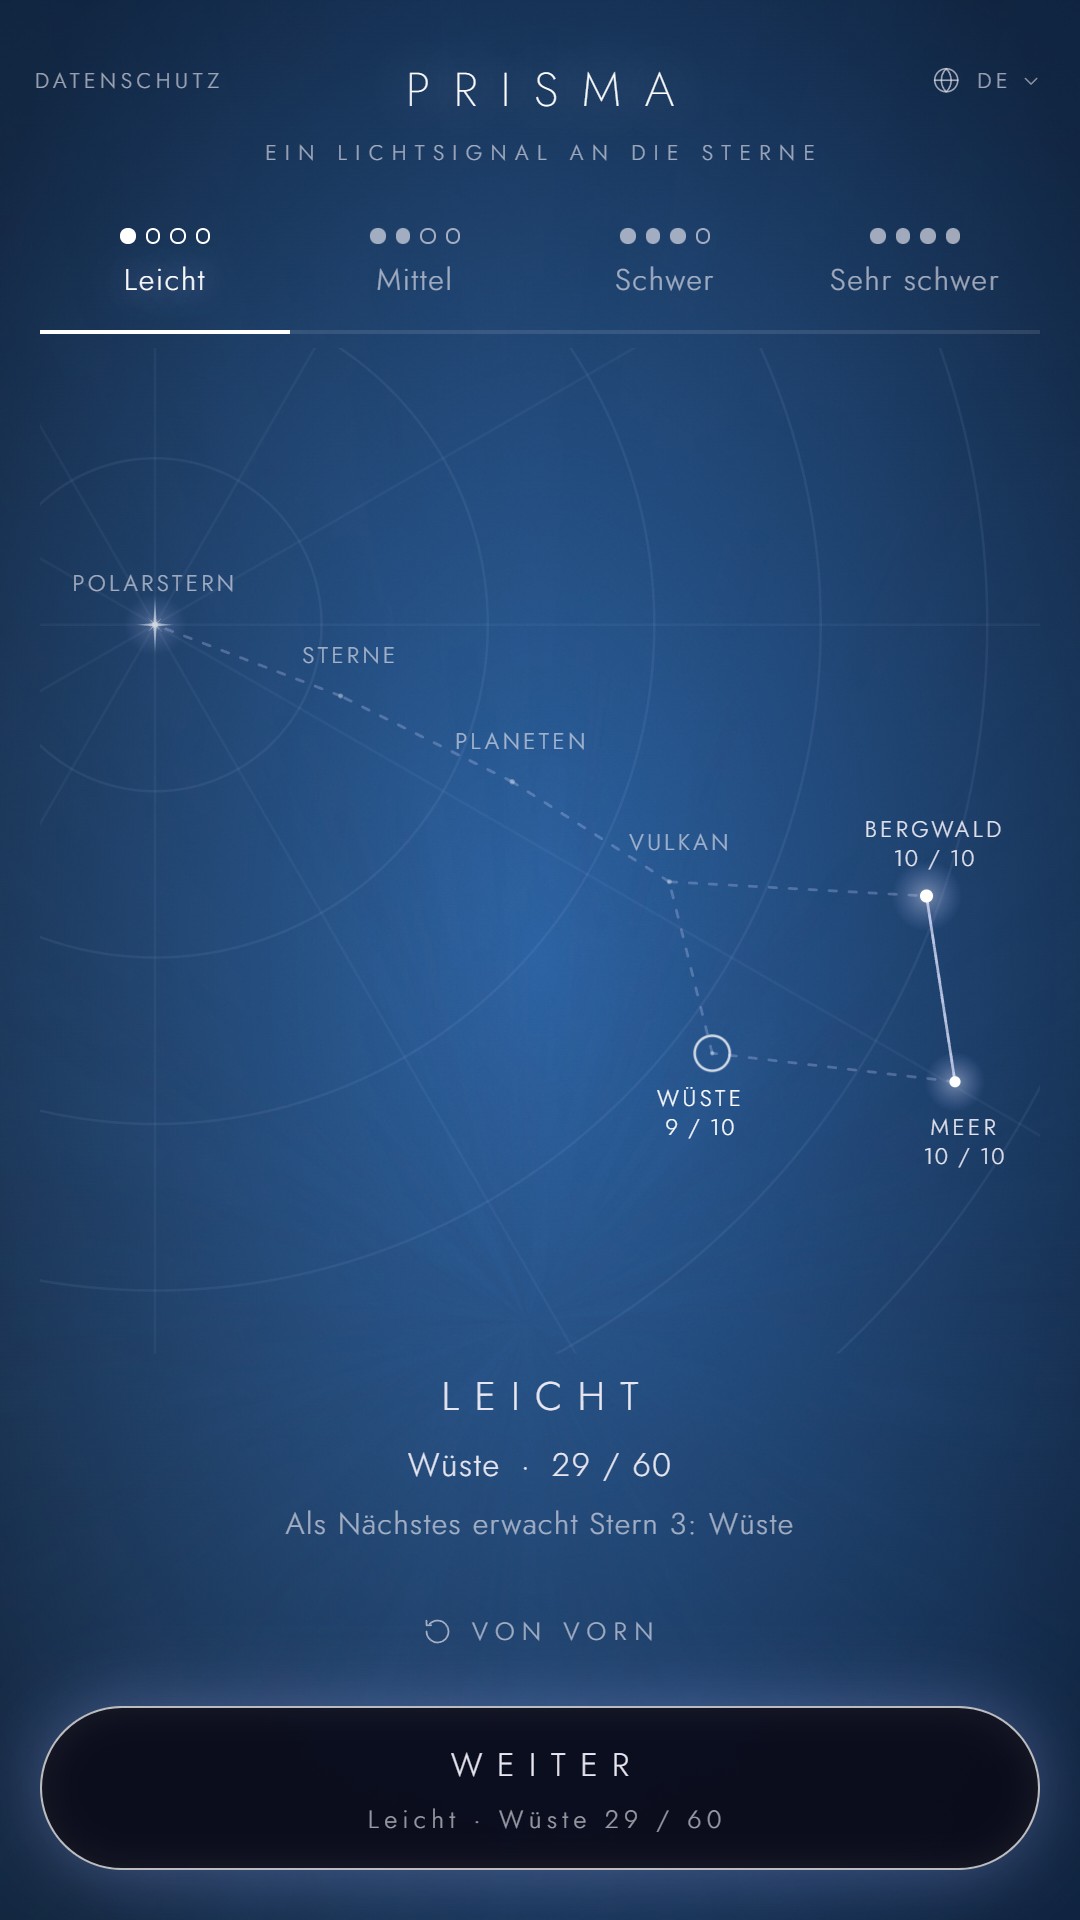 DATENSCHUTZ
PRISMA
DE
EIN LICHTSIGNAL AN DIE STERNE
Leicht
Mittel
Schwer
Sehr schwer
POLARSTERN
STERNE
PLANETEN
VULKAN
BERGWALD
10 / 10
WÜSTE
9 / 10
MEER
10 / 10
LEICHT
Wüste · 29 / 60
Als Nächstes erwacht Stern 3: Wüste
VON VORN
WEITER
Leicht · Wüste 29 / 60